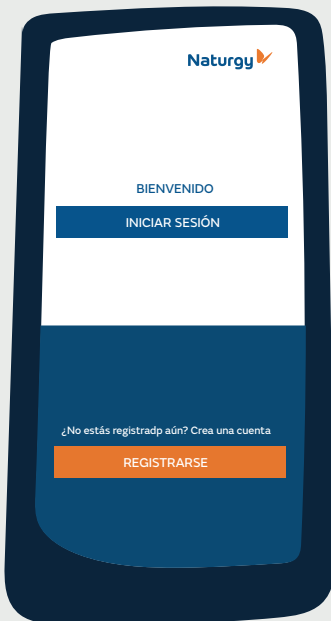 Naturgy
BIENVENIDO
INICIAR SESIÓN
¿No estás registradp aún? Crea una cuenta
REGISTRARSE